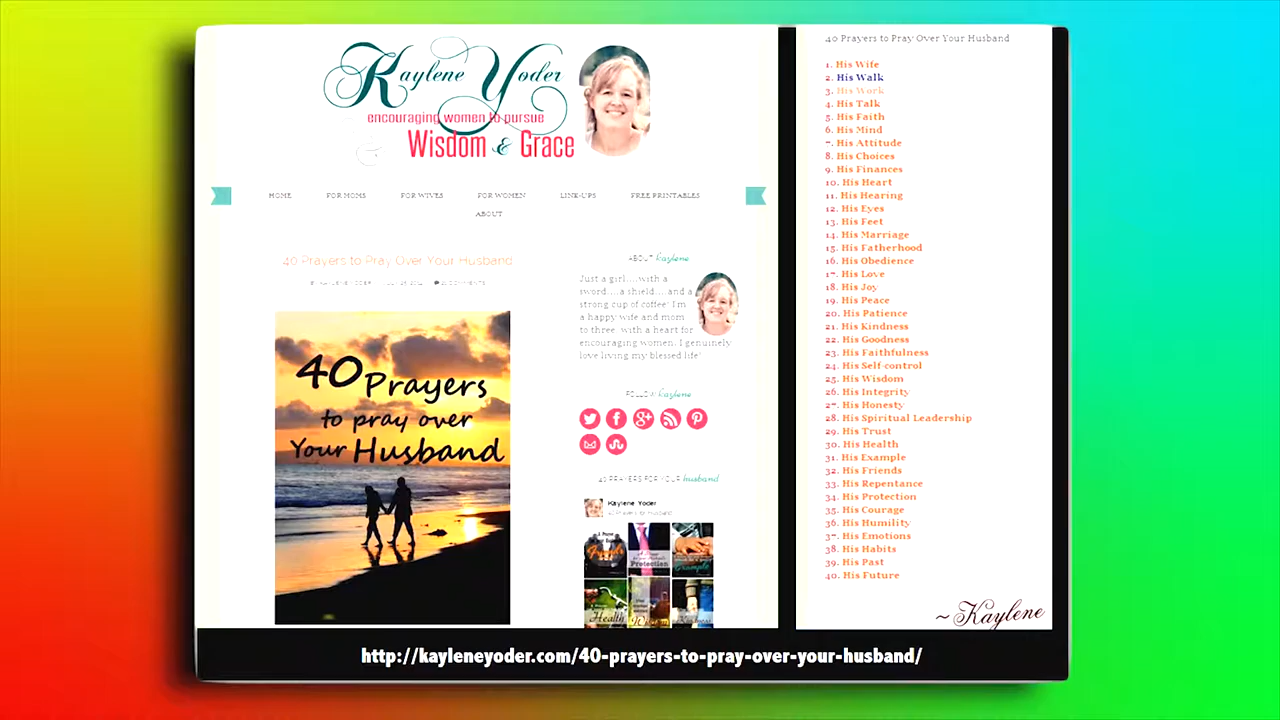 Kaylene Yoder
encouraging women to pursue
Wisdom & Grace
HOME FOR MOMS FOR WIVES FOR WOMEN LINK-UPS FREE PRINTABLES
ABOUT
40 Prayers to Pray Over Your Husband
BY KAYLENE YODER
COMMENTS
40 Prayers
to pray over
Your Husband
ABOUT kaylene
Just a girl....with a
sword....a shield....and a
strong cup of coffee! I'm
a happy wife and mom
to three, with a heart for
encouraging women. I genuinely
love living my blessed life!
FOLLOW kaylene
40 PRAYERS FOR YOUR husband
Kaylene Yoder
Protection
Example
Health
40 Prayers to Pray Over Your Husband
1. His Wife
2. His Walk
3. His Work
4. His Talk
5. His Faith
6. His Mind
7. His Attitude
8. His Choices
9. His Finances
10. His Heart
11. His Hearing
12. His Eyes
13. His Feet
14. His Marriage
15. His Fatherhood
16. His Obedience
17. His Love
18. His Joy
19. His Peace
20. His Patience
21. His Kindness
22. His Goodness
23. His Faithfulness
24. His Self-control
25. His Wisdom
26. His Integrity
27. His Honesty
28. His Spiritual Leadership
29. His Trust
30. His Health
31. His Example
32. His Friends
33. His Repentance
34. His Protection
35. His Courage
36. His Humility
37. His Emotions
38. His Habits
39. His Past
40. His Future
~ Kaylene
http://kayleneyoder.com/40-prayers-to-pray-over-your-husband/